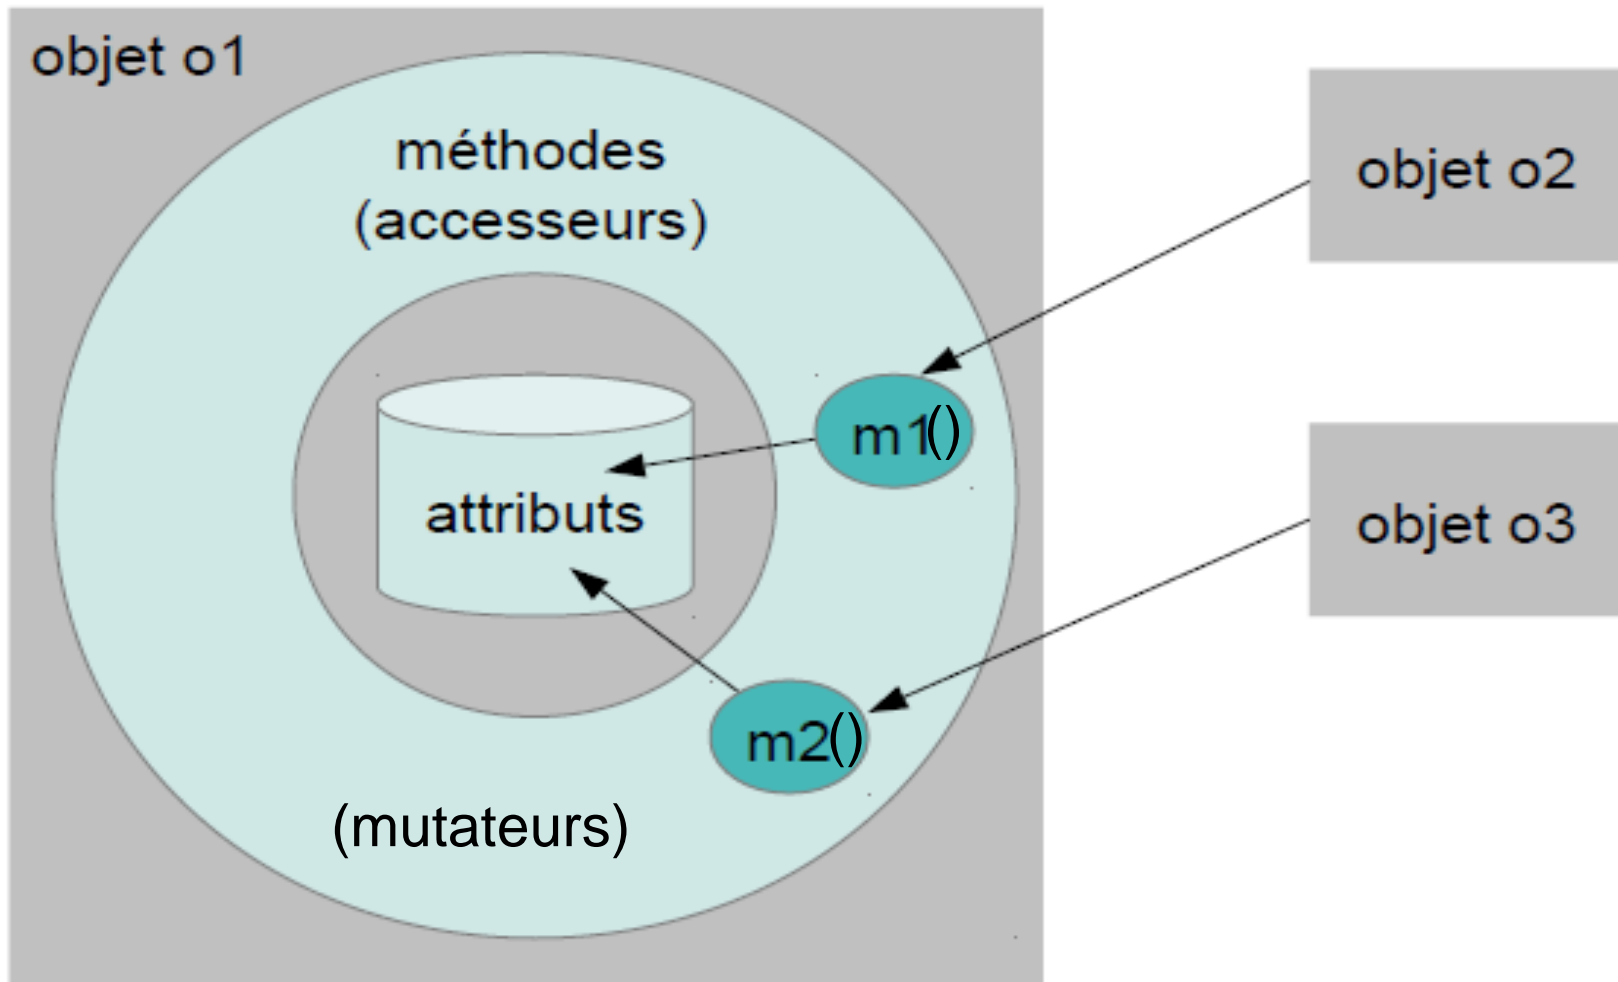 objet o1
méthodes
(accesseurs)
objet o2
m1()
attributs
objet o3
m2()
(mutateurs)